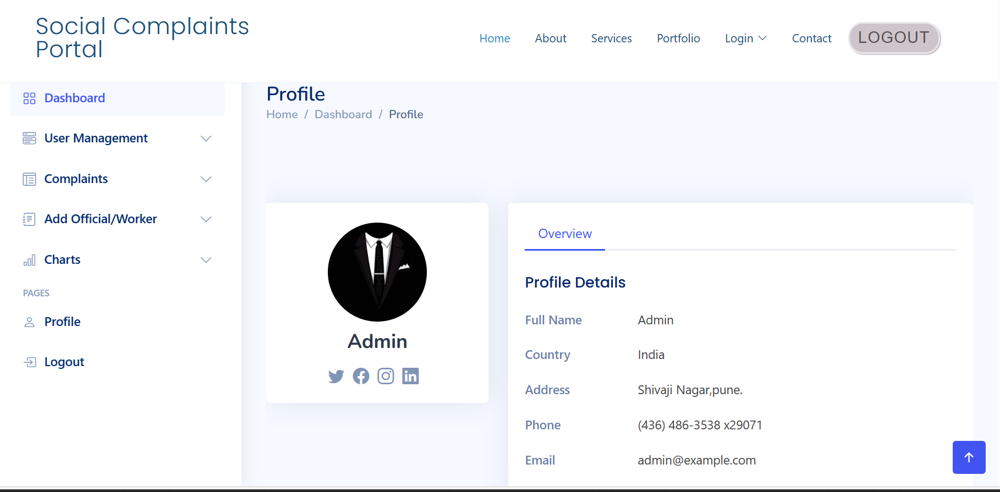 Social Complaints
Portal
Home About Services Portfolio Login Contact LOGOUT
Dashboard
User Management
Complaints
Add Official/Worker
Charts
PAGES
Profile
Logout
Profile
Home / Dashboard / Profile
Admin
Overview
Profile Details
Full Name Admin
Country India
Address Shivaji Nagar,pune.
Phone (436) 486-3538 x29071
Email admin@example.com